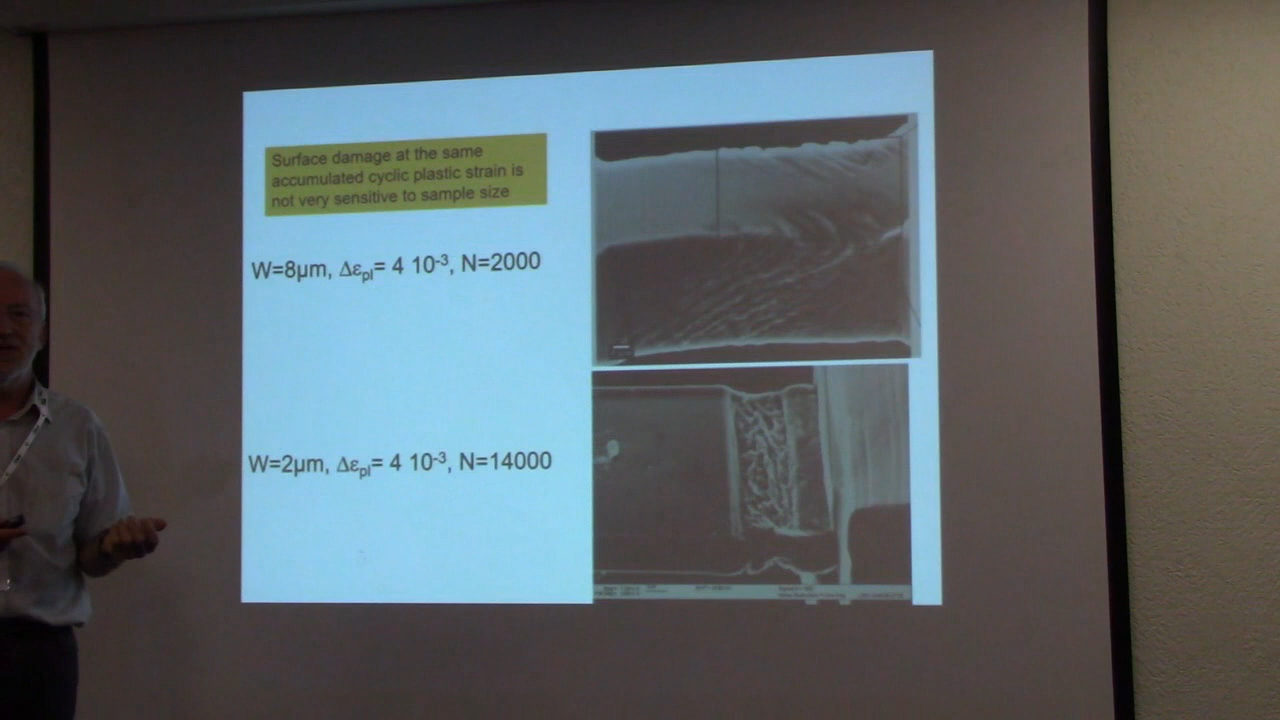 Surface damage at the same
accumulated cyclic plastic strain is
not very sensitive to sample size
W=8μm, Δεpl= 4 10-3, N=2000
W=2μm, Δεpl= 4 10-3, N=14000